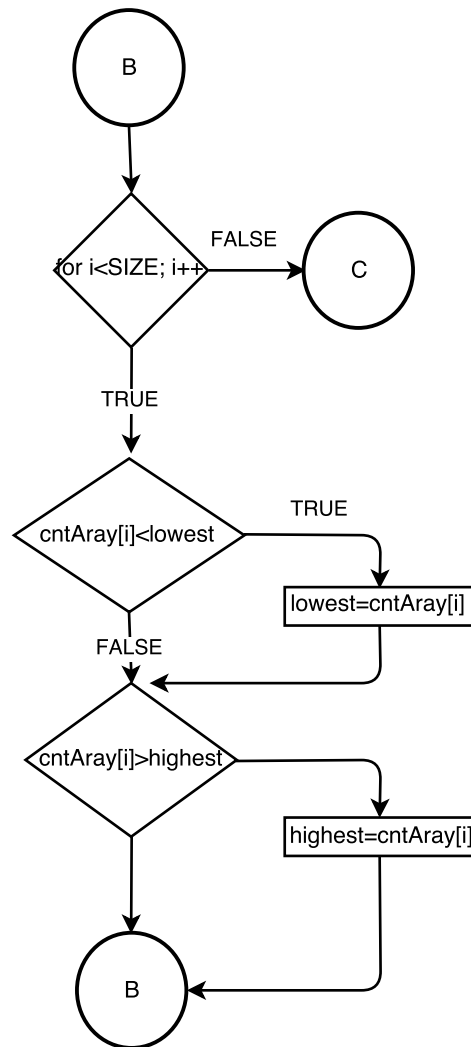 B
for i<SIZE; i++
FALSE
C
TRUE
cntAray[i]<lowest
TRUE
lowest=cntAray[i]
FALSE
cntAray[i]>highest
highest=cntAray[i]
B